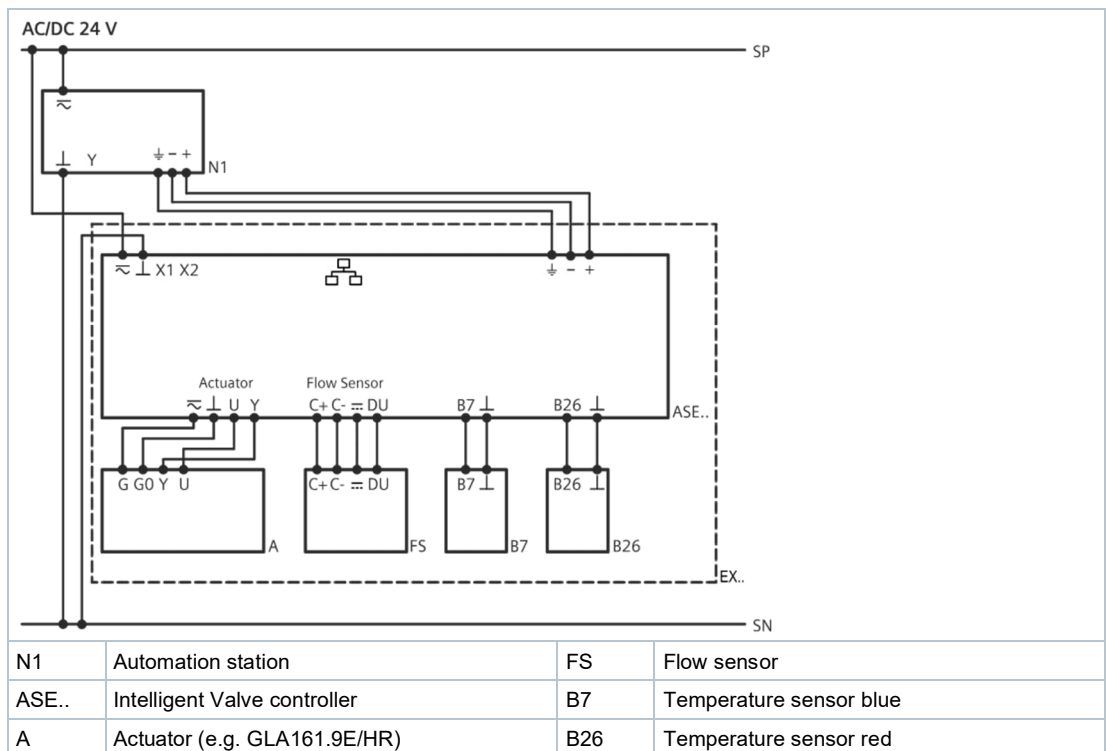 AC/DC 24 V
SP
⏦ 
⊥ Y ⏚ − +
N1
⊥ X1 X2 ⏚ − +
Actuator Flow Sensor
⊥ U Y C+ C- ⎓ DU B7 ⊥ B26 ⊥
ASE..
G G0 Y U C+ C- ⎓ DU B7 ⊥ B26 ⊥
A FS B7 B26
EX..
SN
N1 Automation station FS Flow sensor
ASE.. Intelligent Valve controller B7 Temperature sensor blue
A Actuator (e.g. GLA161.9E/HR) B26 Temperature sensor red